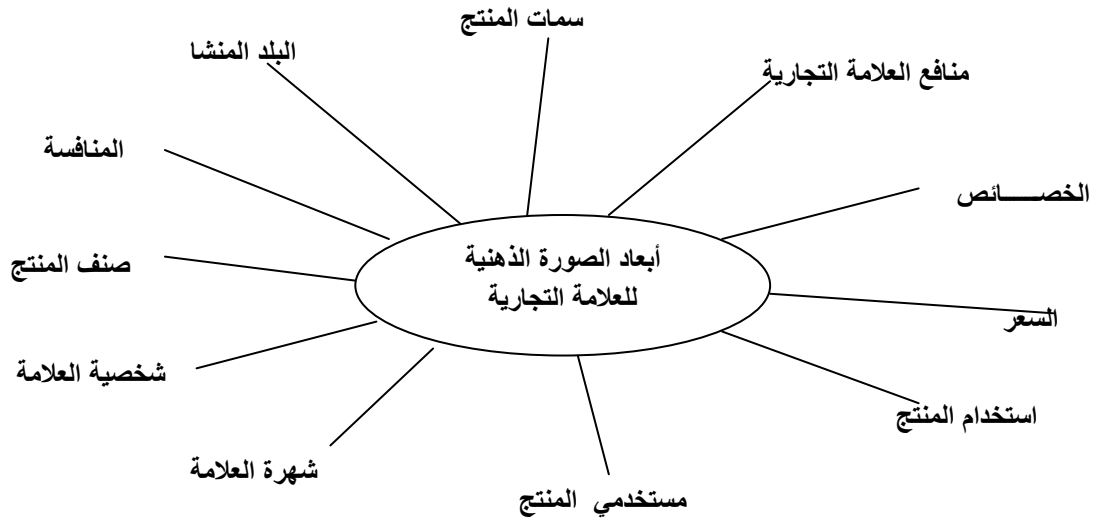 سمات المنتج
البلد المنشا
منافع العلامة التجارية
المنافسة
الخصـــــائص
أبعاد الصورة الذهنية
للعلامة التجارية
صنف المنتج
السعر
شخصية العلامة
استخدام المنتج
شهرة العلامة
مستخدمي المنتج